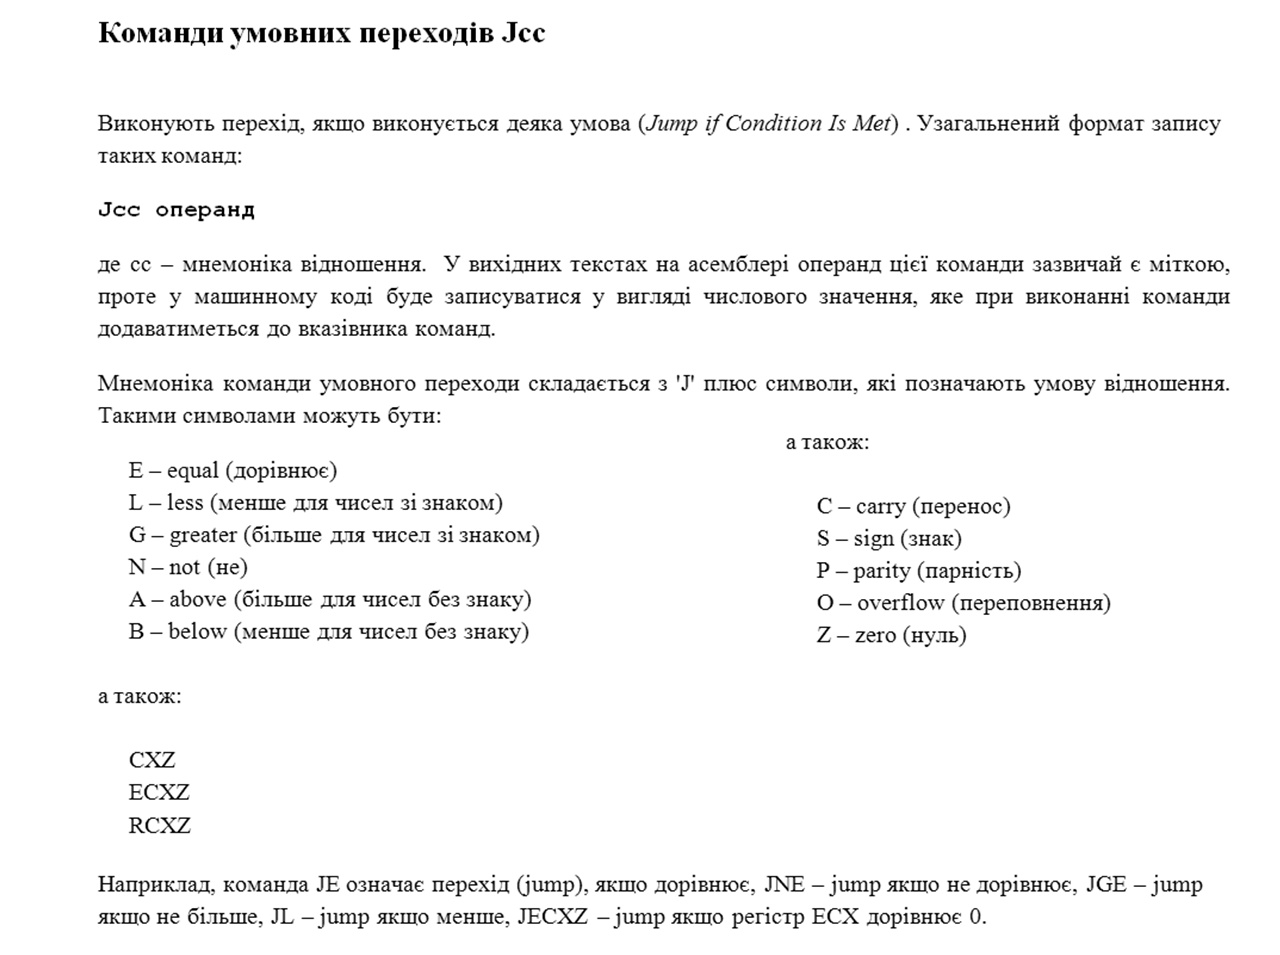 Команди умовних переходів Jcc
Виконують перехід, якщо виконується деяка умова (Jump if Condition Is Met) . Узагальнений формат запису
таких команд:
Jcc операнд
де cc – мнемоніка відношення. У вихідних текстах на асемблері операнд цієї команди зазвичай є міткою,
проте у машинному коді буде записуватися у вигляді числового значення, яке при виконанні команди
додаватиметься до вказівника команд.
Мнемоніка команди умовного переходи складається з 'J' плюс символи, які позначають умову відношення.
Такими символами можуть бути:
E – equal (дорівнює)
L – less (менше для чисел зі знаком)
G – greater (більше для чисел зі знаком)
N – not (не)
A – above (більше для чисел без знаку)
B – below (менше для чисел без знаку)
а також:
C – carry (перенос)
S – sign (знак)
P – parity (парність)
O – overflow (переповнення)
Z – zero (нуль)
а також:
CXZ
ECXZ
RCXZ
Наприклад, команда JE означає перехід (jump), якщо дорівнює, JNE – jump якщо не дорівнює, JGE – jump
якщо не більше, JL – jump якщо менше, JECXZ – jump якщо регістр ECX дорівнює 0.